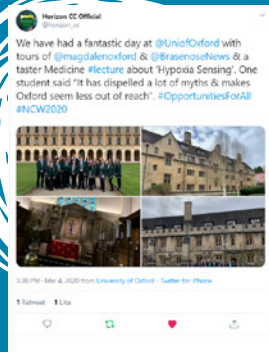 Horizon CC Official
@horizon_cc
We have had a fantastic day at @UniofOxford with
tours of @magdalenoxford & @BrasenoseNews & a
taster Medicine #lecture about 'Hypoxia Sensing'. One
student said "It has dispelled a lot of myths & makes
Oxford seem less out of reach". #OpportunitiesForAll
#NCW2020
3:20 PM · Mar 4, 2020 from University of Oxford · Twitter for iPhone
1 Retweet 1 Like